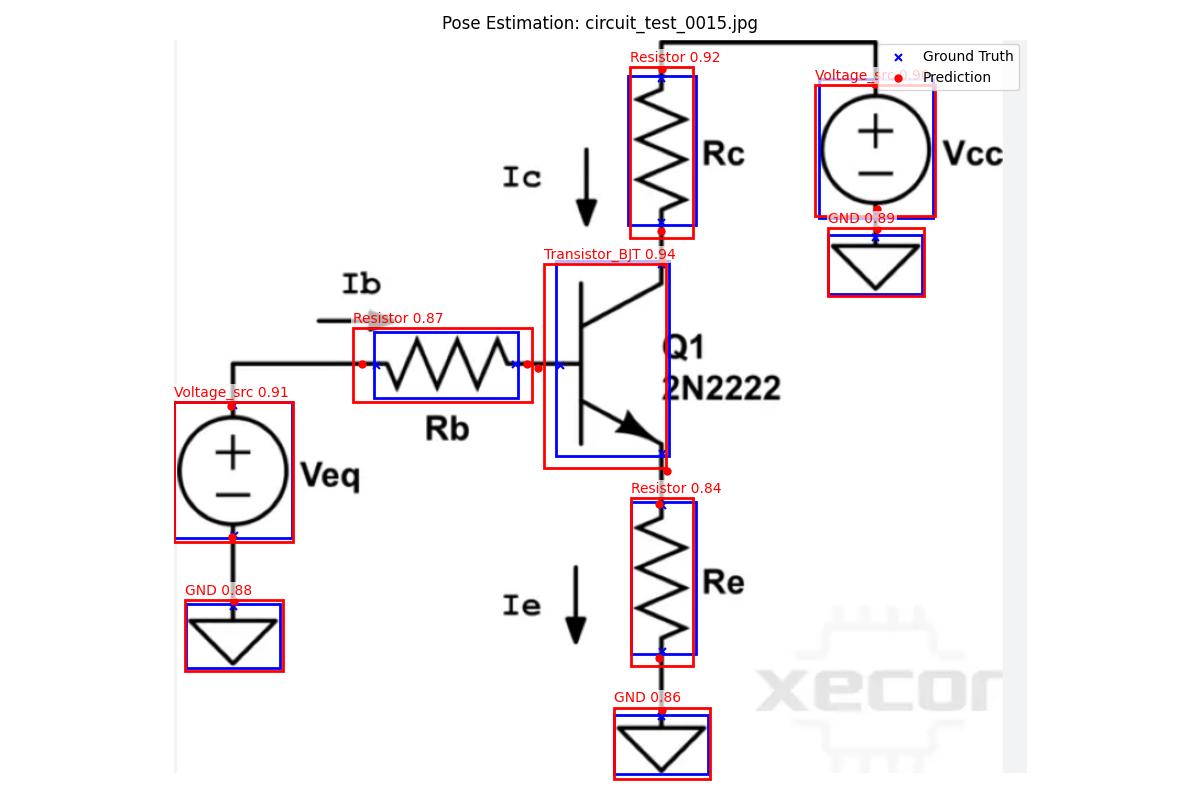 Pose Estimation: circuit_test_0015.jpg
Resistor 0.92
Ground Truth
Prediction
Voltage_src
Rc
Vcc
Ic
GND 0.89
Transistor_BJT 0.94
Ib
Resistor 0.87
Q1
2N2222
Voltage_src 0.91
Rb
Veq
Resistor 0.84
Re
GND 0.88
Ie
xecor
GND 0.86